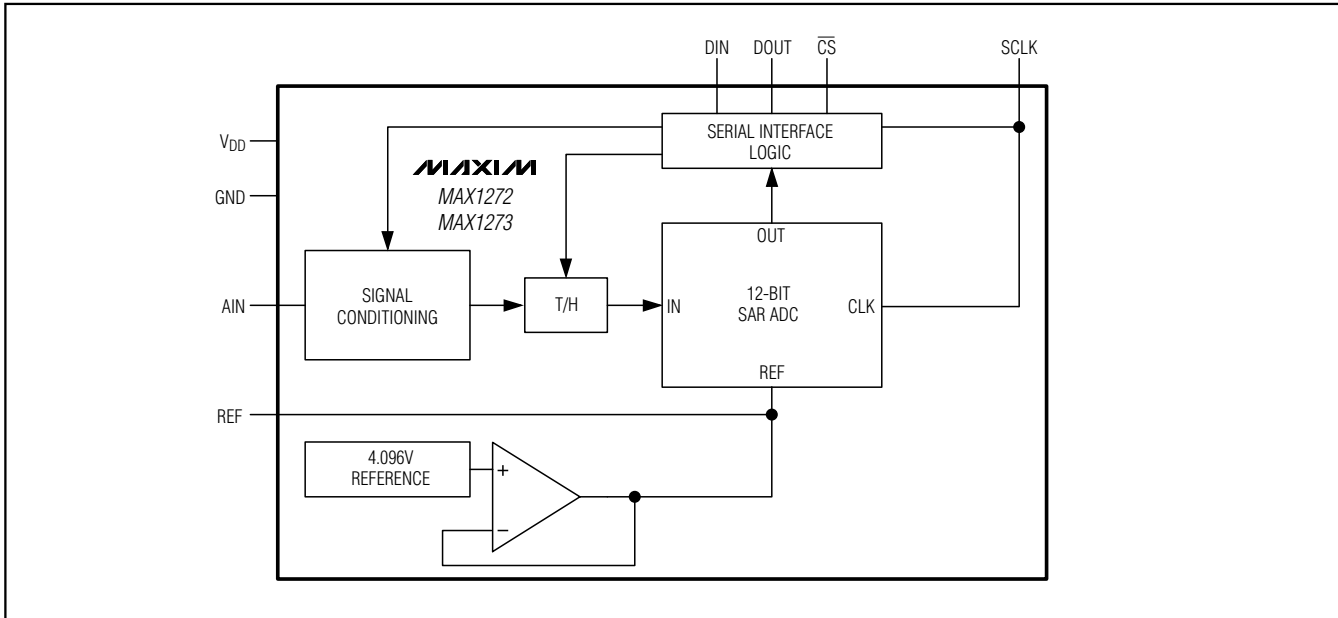 DIN DOUT CS SCLK
VDD
SERIAL INTERFACE
LOGIC
MAXIM
GND
MAX1272
MAX1273
OUT
AIN
SIGNAL
CONDITIONING
T/H
IN
12-BIT
SAR ADC
CLK
REF
REF
4.096V
REFERENCE
+
−